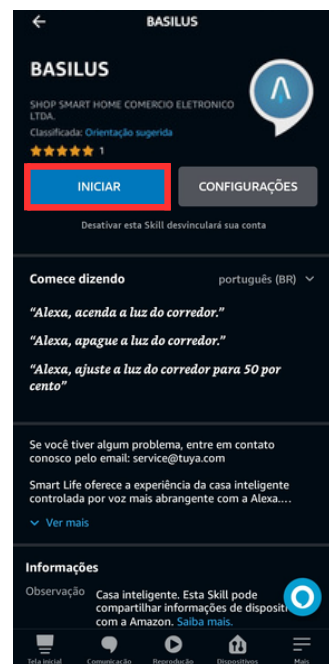 BASILUS
BASILUS
SHOP SMART HOME COMERCIO ELETRONICO
LTDA.
Classificada: Orientação sugerida
1
INICIAR
CONFIGURAÇÕES
Desativar esta Skill desvinculará sua conta
Comece dizendo
português (BR)
“Alexa, acenda a luz do corredor.”
“Alexa, apague a luz do corredor.”
“Alexa, ajuste a luz do corredor para 50 por
cento”
Se você tiver algum problema, entre em contato
conosco pelo email: service@tuya.com
Smart Life oferece a experiência da casa inteligente
controlada por voz mais abrangente com a Alexa....
Ver mais
Informações
Observação
Casa inteligente. Esta Skill pode
compartilhar informações de dispositi
com a Amazon. Saiba mais.
Tela inicial
Comunicação
Reprodução
Dispositivos
Mais